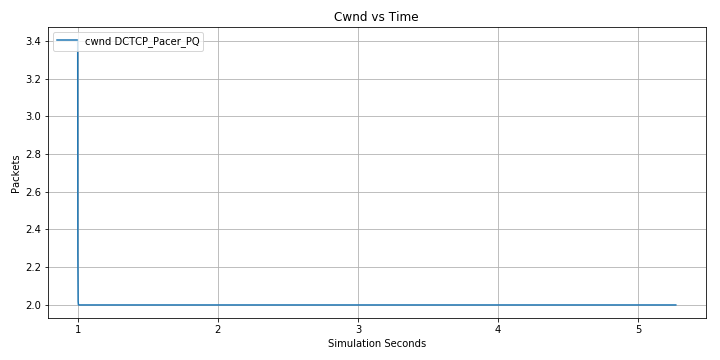 Cwnd vs Time
cwnd DCTCP_Pacer_PQ
3.4
3.2
3.0
2.8
2.6
2.4
2.2
2.0
Packets
1 2 3 4 5
Simulation Seconds